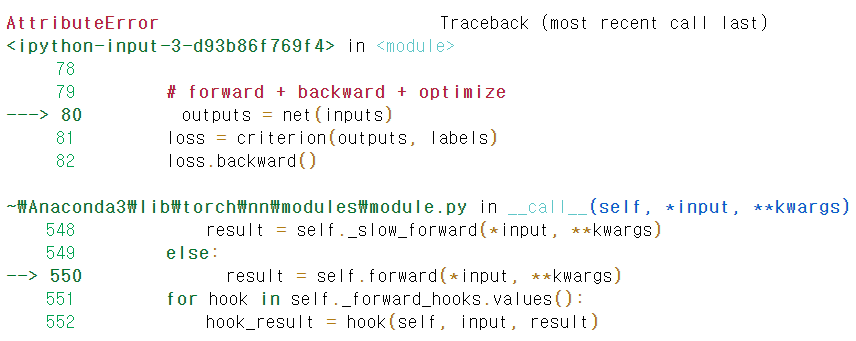 AttributeError                            Traceback (most recent call last)
<ipython-input-3-d93b86f769f4> in <module>
     78
     79         # forward + backward + optimize
---> 80         outputs = net(inputs)
     81         loss = criterion(outputs, labels)
     82         loss.backward()
~₩Anaconda3₩lib₩torch₩nn₩modules₩module.py in __call__(self, *input, **kwargs)
    548             result = self._slow_forward(*input, **kwargs)
    549         else:
--> 550             result = self.forward(*input, **kwargs)
    551         for hook in self._forward_hooks.values():
    552             hook_result = hook(self, input, result)